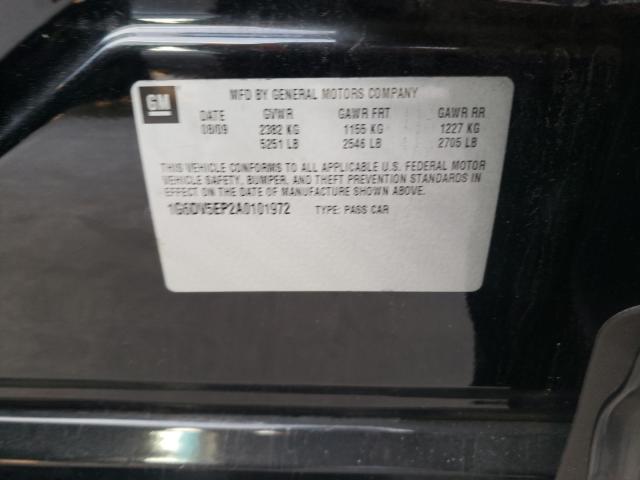 GM
MFD BY GENERAL MOTORS COMPANY
DATE GVWR GAWR FRT GAWR RR
08/09 2382 KG 1155 KG 1227 KG
5251 LB 2546 LB 2705 LB
THIS VEHICLE CONFORMS TO ALL APPLICABLE U.S. FEDERAL MOTOR
VEHICLE SAFETY, BUMPER, AND THEFT PREVENTION STANDARDS IN
EFFECT ON THE DATE OF MANUFACTURE SHOWN ABOVE.
1G6DV5EP2A0101972 TYPE: PASS CAR